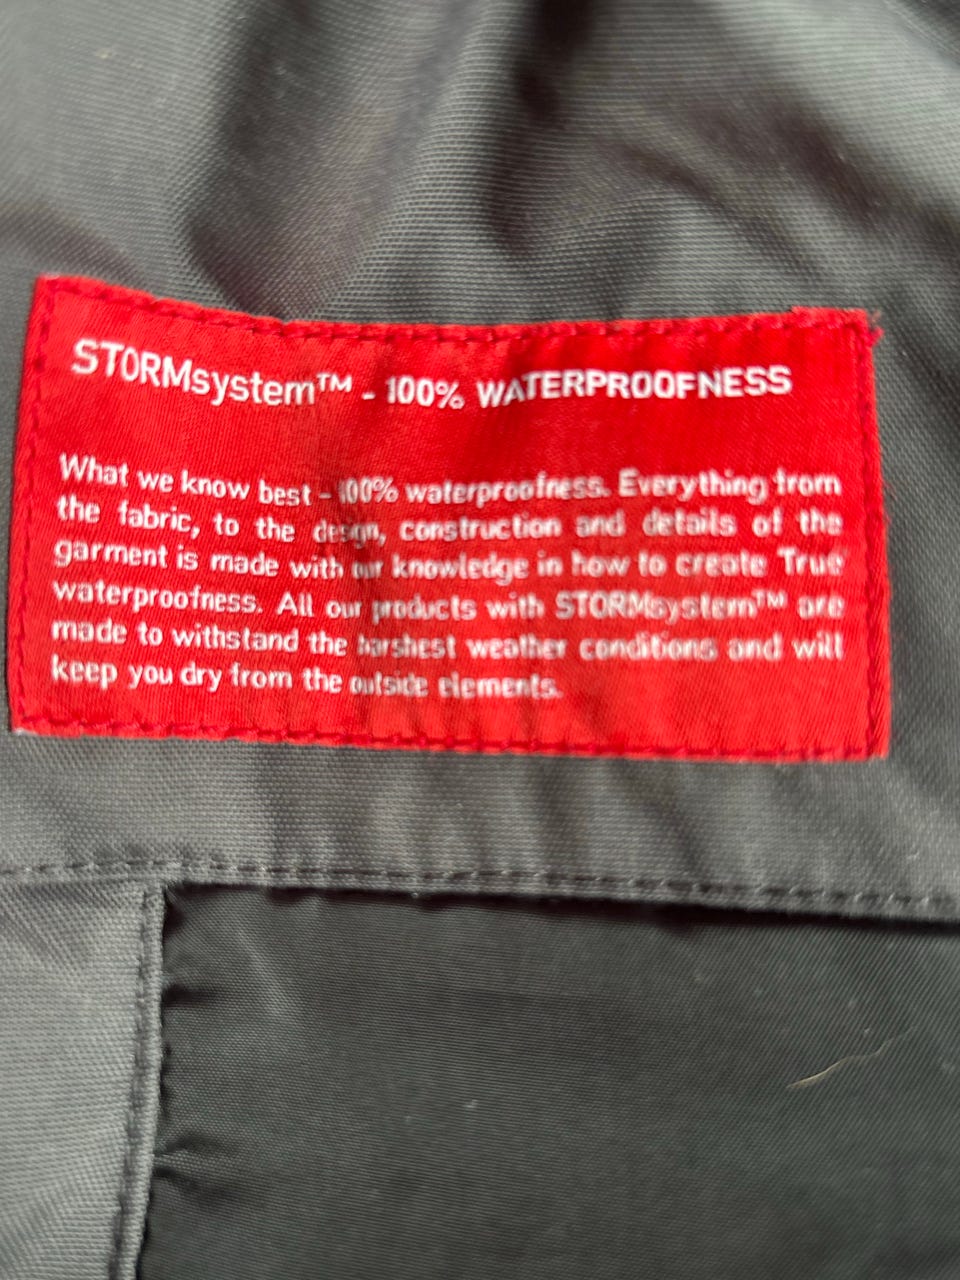 STORMsystem™ - 100% WATERPROOFNESS
What we know best - 100% waterproofness. Everything from
the fabric, to the design, construction and details of the
garment is made with our knowledge in how to create True
waterproofness. All our products with STORMsystem™ are
made to withstand the harshest weather conditions and will
keep you dry from the outside elements.